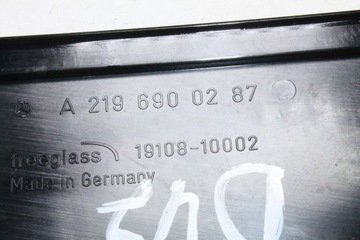 A 219 690 02 87
freeglass 19108-10002
Made in Germany